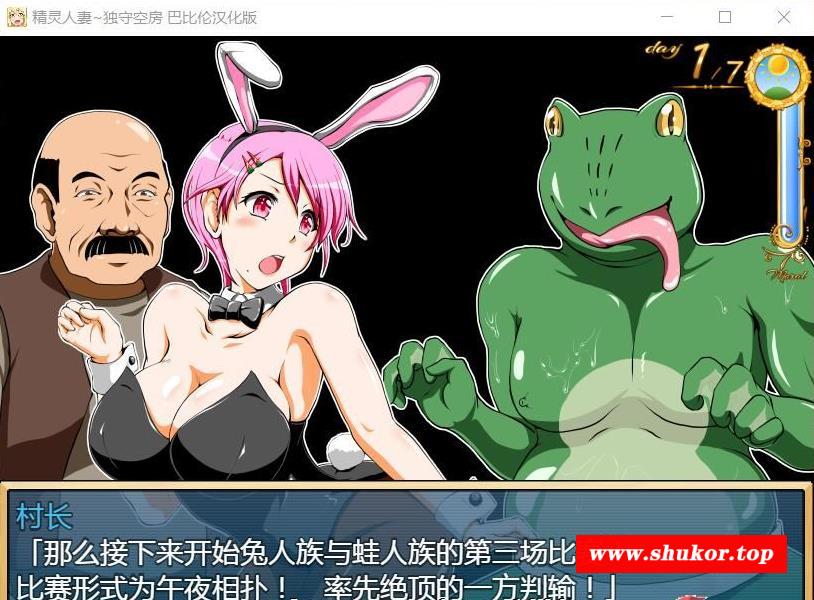 精灵人妻~独守空房 巴比伦汉化版
day 1/7
村长
「那么接下来开始兔人族与蛙人族的第三场比
www.shukor.top
比赛形式为午夜相扑！ 率先绝顶的一方判输！」